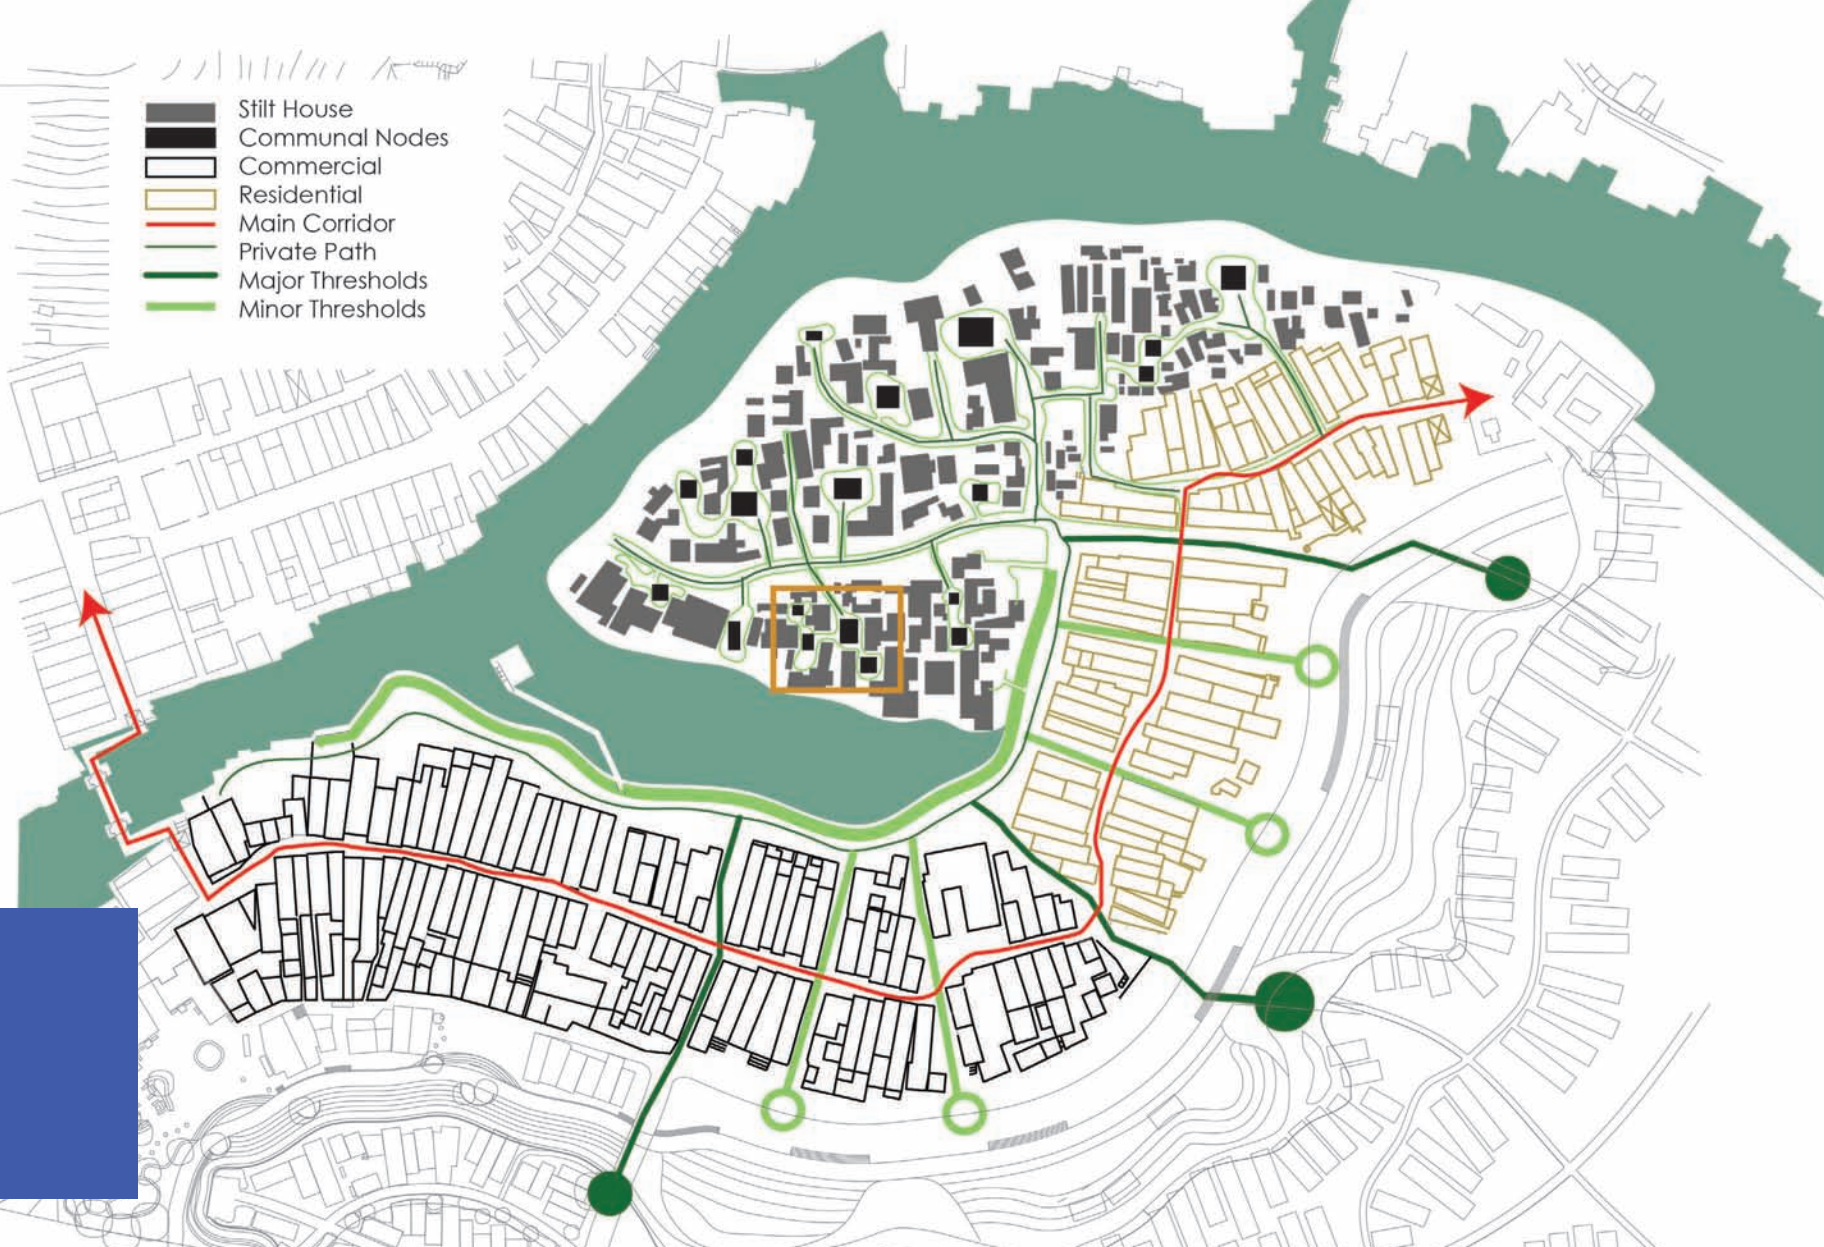 Stilt House
Communal Nodes
Commercial
Residential
Main Corridor
Private Path
Major Thresholds
Minor Thresholds